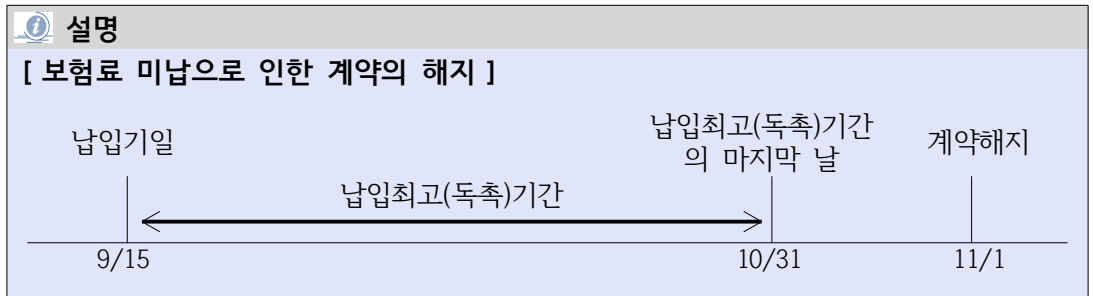 설명
[ 보험료 미납으로 인한 계약의 해지 ]
납입기일
납입최고(독촉)기간
의 마지막 날
계약해지
납입최고(독촉)기간
9/15
10/31
11/1